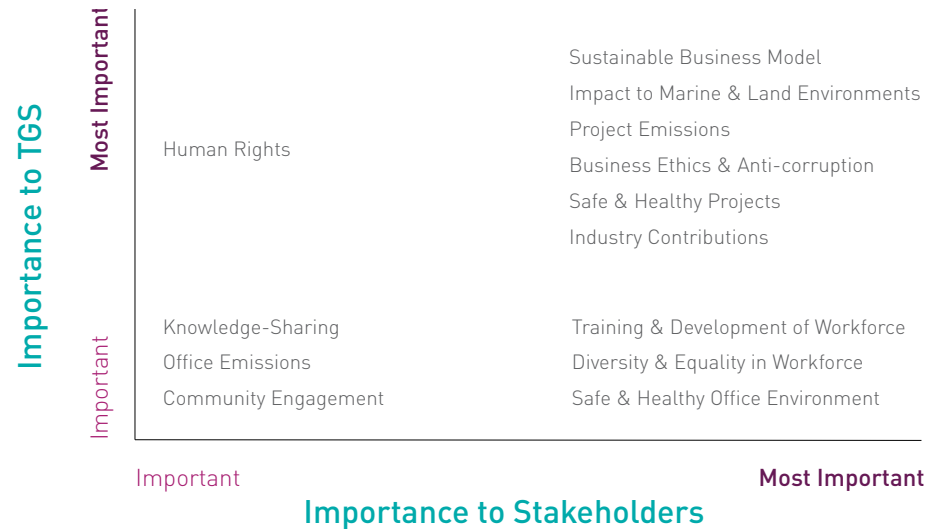 Importance to TGS
Most Important
Important
Human Rights
Sustainable Business Model
Impact to Marine & Land Environments
Project Emissions
Business Ethics & Anti-corruption
Safe & Healthy Projects
Industry Contributions
Knowledge-Sharing
Office Emissions
Community Engagement
Training & Development of Workforce
Diversity & Equality in Workforce
Safe & Healthy Office Environment
Important
Most Important
Importance to Stakeholders